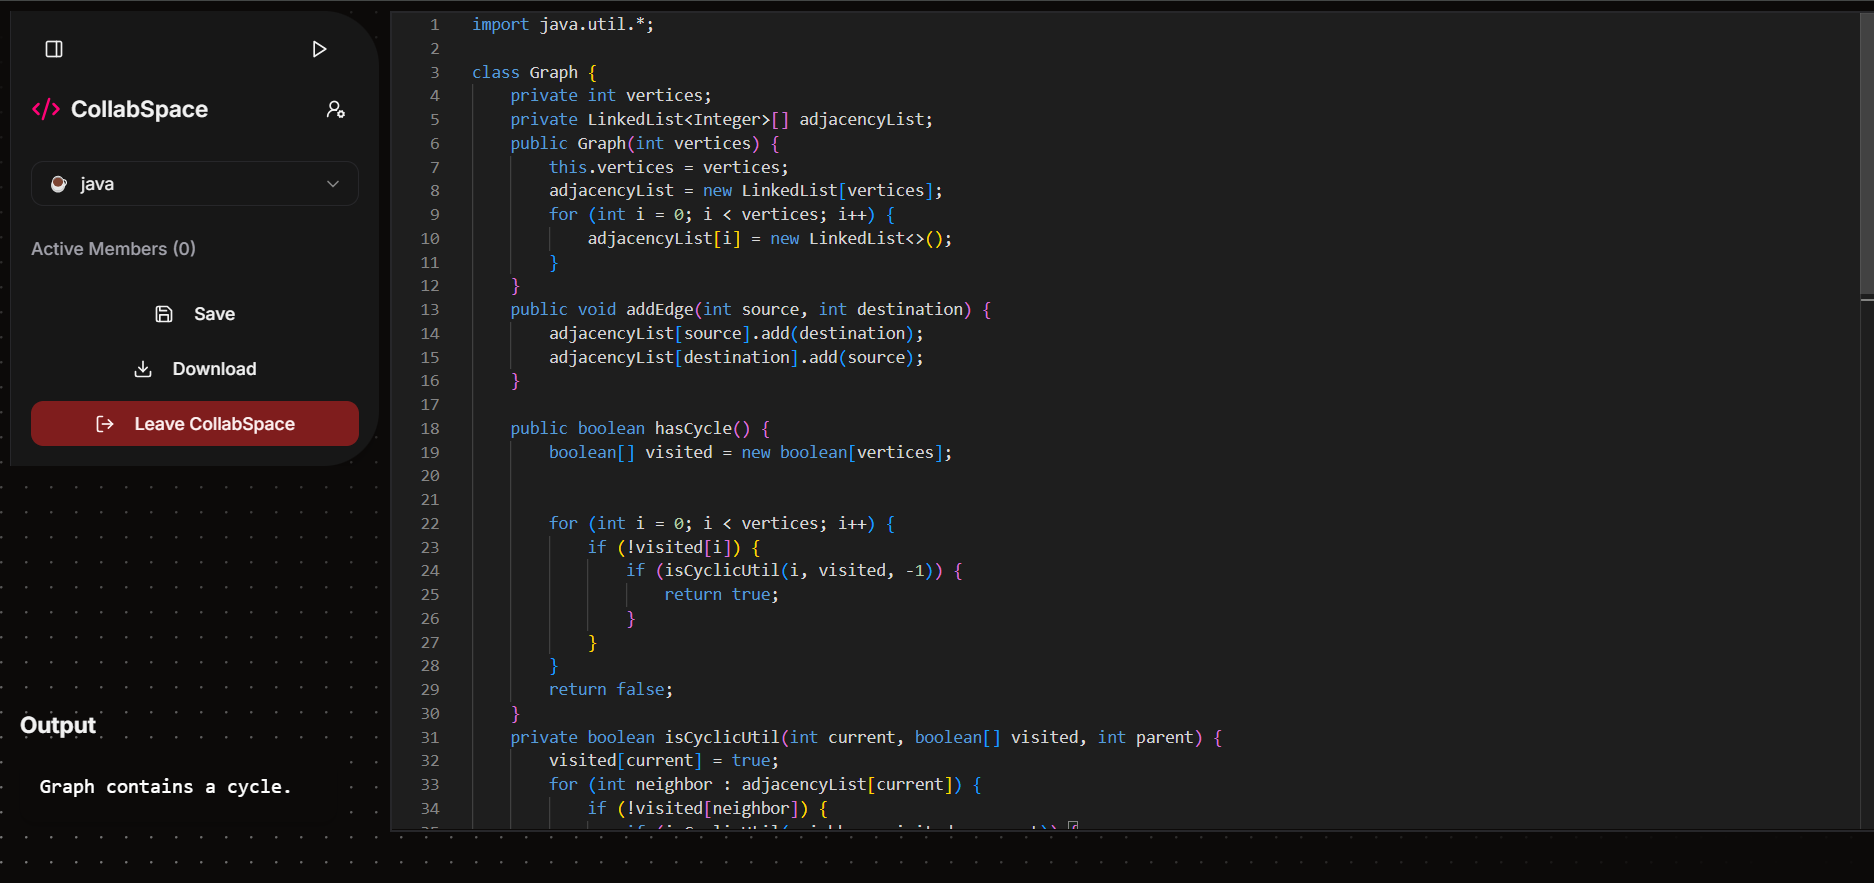 CollabSpace
java
Active Members (0)
Save
Download
Leave CollabSpace
Output
Graph contains a cycle.
1 import java.util.*;
2
3 class Graph {
4     private int vertices;
5     private LinkedList<Integer>[] adjacencyList;
6     public Graph(int vertices) {
7         this.vertices = vertices;
8         adjacencyList = new LinkedList[vertices];
9         for (int i = 0; i < vertices; i++) {
10             adjacencyList[i] = new LinkedList<>();
11         }
12     }
13     public void addEdge(int source, int destination) {
14         adjacencyList[source].add(destination);
15         adjacencyList[destination].add(source);
16     }
17
18     public boolean hasCycle() {
19         boolean[] visited = new boolean[vertices];
20
21
22         for (int i = 0; i < vertices; i++) {
23             if (!visited[i]) {
24                 if (isCyclicUtil(i, visited, -1)) {
25                     return true;
26                 }
27             }
28         }
29         return false;
30     }
31     private boolean isCyclicUtil(int current, boolean[] visited, int parent) {
32         visited[current] = true;
33         for (int neighbor : adjacencyList[current]) {
34             if (!visited[neighbor]) {